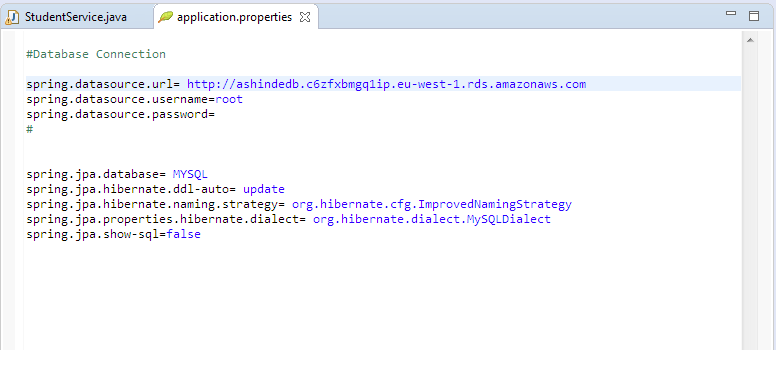 StudentService.java application.properties
#Database Connection
spring.datasource.url= http://ashindedb.c6zfxbmgq1ip.eu-west-1.rds.amazonaws.com
spring.datasource.username=root
spring.datasource.password=
#
spring.jpa.database= MYSQL
spring.jpa.hibernate.ddl-auto= update
spring.jpa.hibernate.naming.strategy= org.hibernate.cfg.ImprovedNamingStrategy
spring.jpa.properties.hibernate.dialect= org.hibernate.dialect.MySQLDialect
spring.jpa.show-sql=false